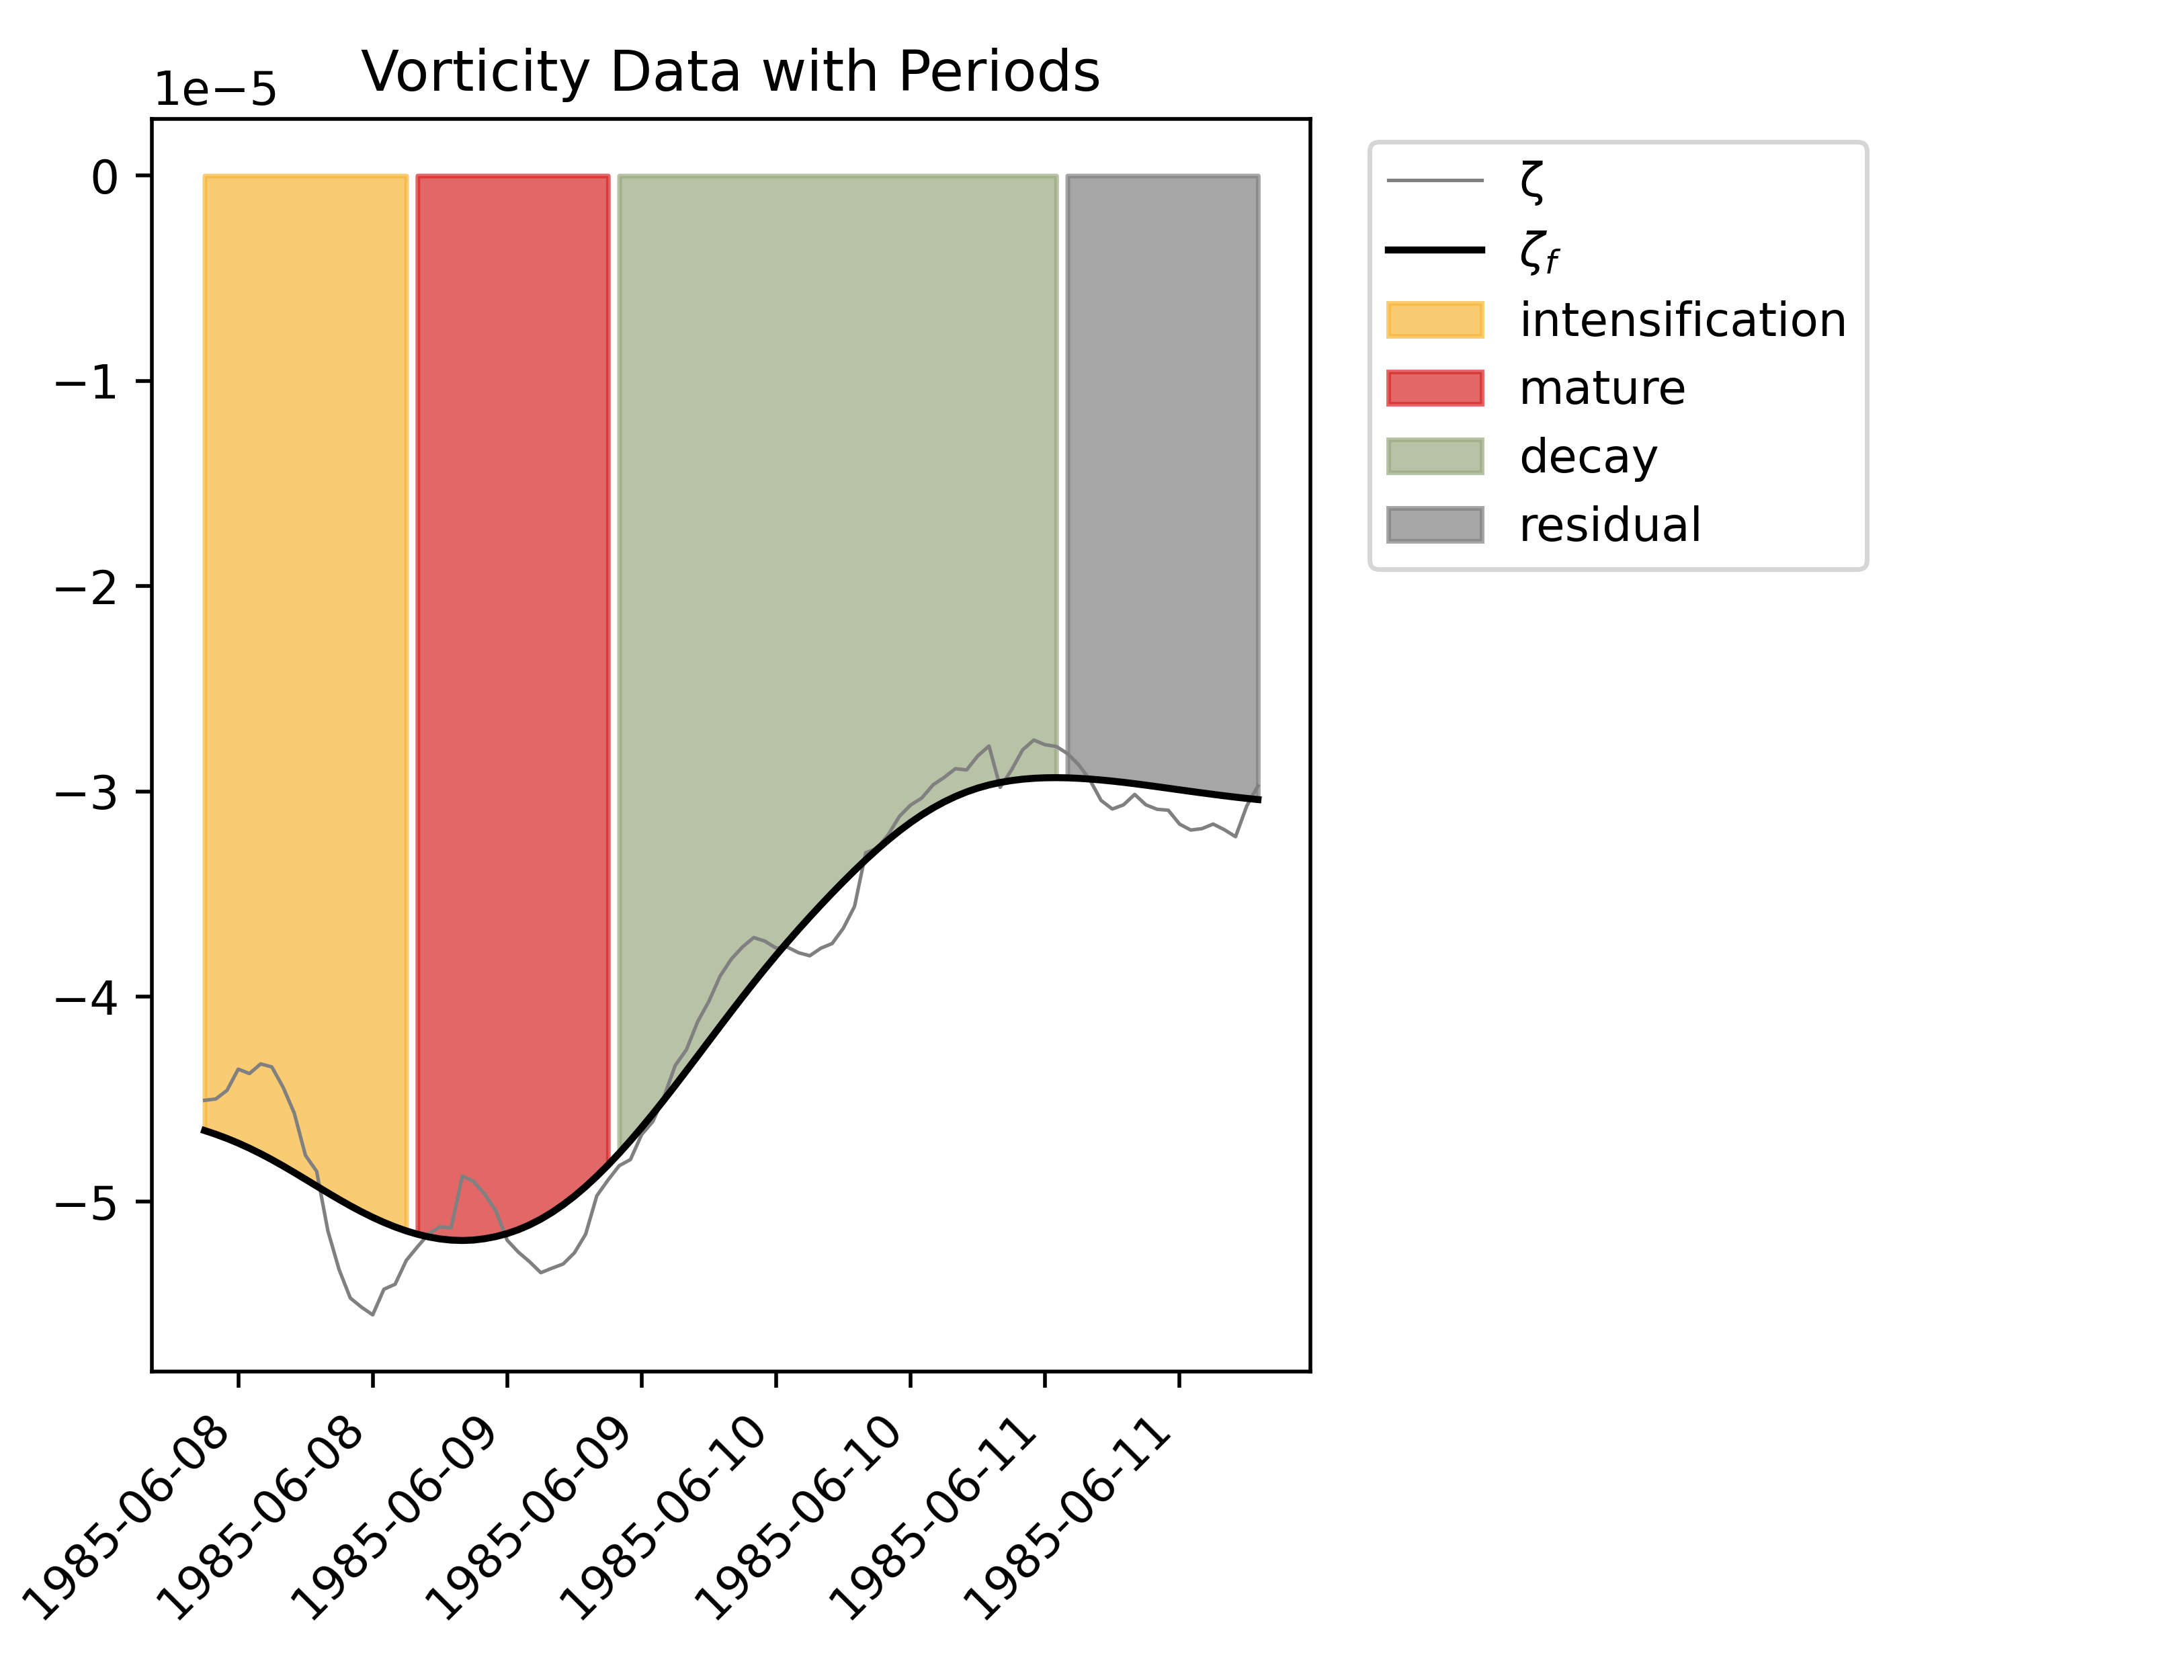 Vorticity Data with Periods
1e−5
0
−1
−2
−3
−4
−5
1985-06-08
1985-06-08
1985-06-09
1985-06-09
1985-06-10
1985-06-10
1985-06-11
1985-06-11
ζ
ζf
intensification
mature
decay
residual